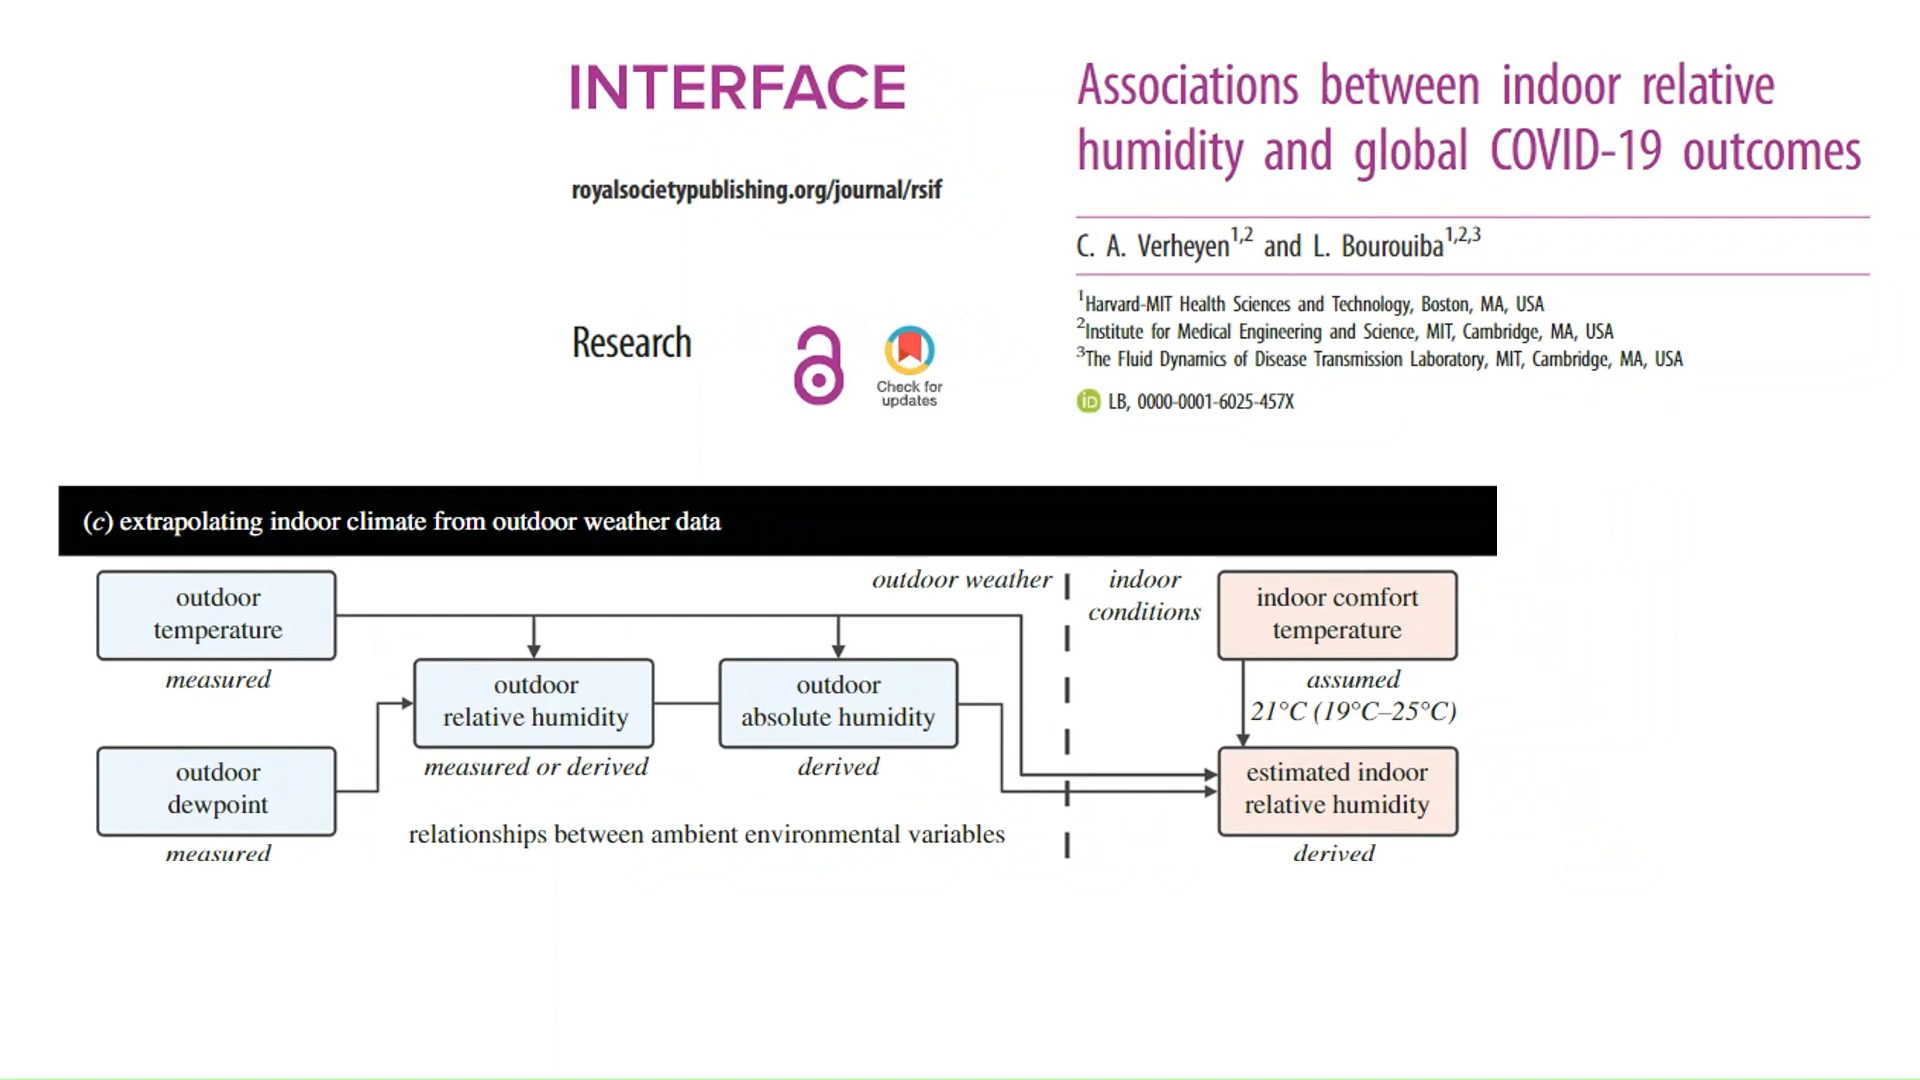 INTERFACE
royalsocietypublishing.org/journal/rsif
Research
Check for
updates
Associations between indoor relative
humidity and global COVID-19 outcomes
C. A. Verheyen1,2 and L. Bourouiba1,2,3
1Harvard-MIT Health Sciences and Technology, Boston, MA, USA
2Institute for Medical Engineering and Science, MIT, Cambridge, MA, USA
3The Fluid Dynamics of Disease Transmission Laboratory, MIT, Cambridge, MA, USA
iD LB, 0000-0001-6025-457X
(c) extrapolating indoor climate from outdoor weather data
outdoor
temperature
measured
outdoor
dewpoint
measured
outdoor
relative humidity
measured or derived
outdoor
absolute humidity
derived
relationships between ambient environmental variables
outdoor weather
indoor
conditions
indoor comfort
temperature
assumed
21°C (19°C–25°C)
estimated indoor
relative humidity
derived